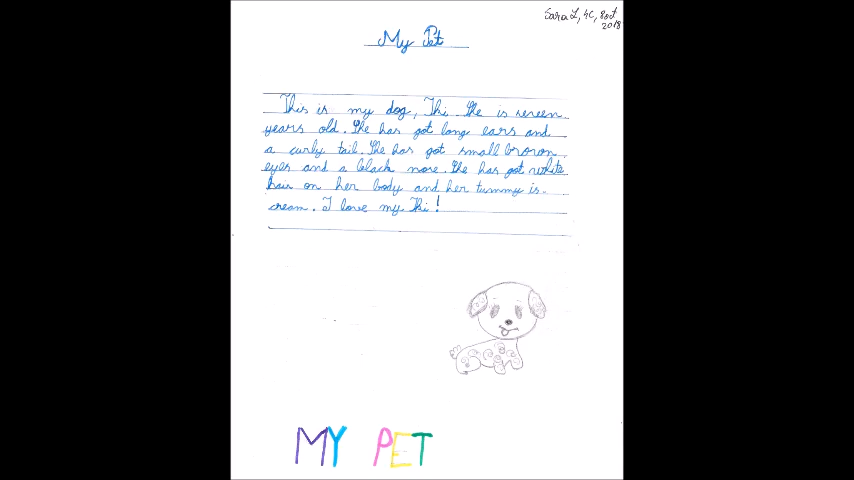 Sara L, 4C,
2018
My Pet
This is my dog, Thi. She is seven
years old. She has got long ears and
a curly tail. She has got small brown
eyes and a black nose. She has got white
hair on her body and her tummy is
cream. I love my Thi!
MY PET